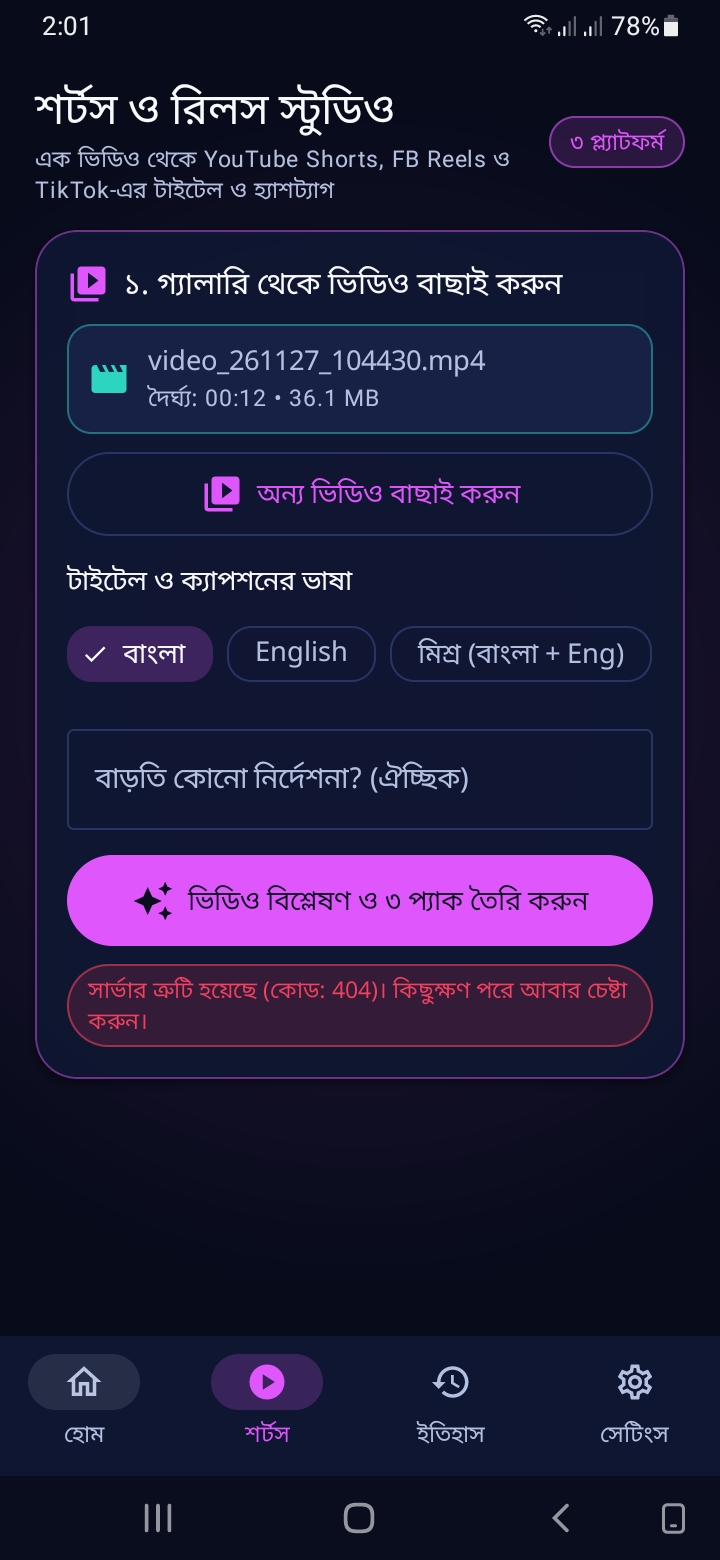 2:01
78%
শর্টস ও রিলস স্টুডিও
৩ প্ল্যাটফর্ম
এক ভিডিও থেকে YouTube Shorts, FB Reels ও
TikTok-এর টাইটেল ও হ্যাশট্যাগ
১. গ্যালারি থেকে ভিডিও বাছাই করুন
video_261127_104430.mp4
দৈর্ঘ্য: 00:12 • 36.1 MB
অন্য ভিডিও বাছাই করুন
টাইটেল ও ক্যাপশনের ভাষা
বাংলা
English
মিশ্র (বাংলা + Eng)
বাড়তি কোনো নির্দেশনা? (ঐচ্ছিক)
ভিডিও বিশ্লেষণ ও ৩ প্যাক তৈরি করুন
সার্ভার ত্রুটি হয়েছে (কোড: 404)। কিছুক্ষণ পরে আবার চেষ্টা
করুন।
হোম
শর্টস
ইতিহাস
সেটিংস